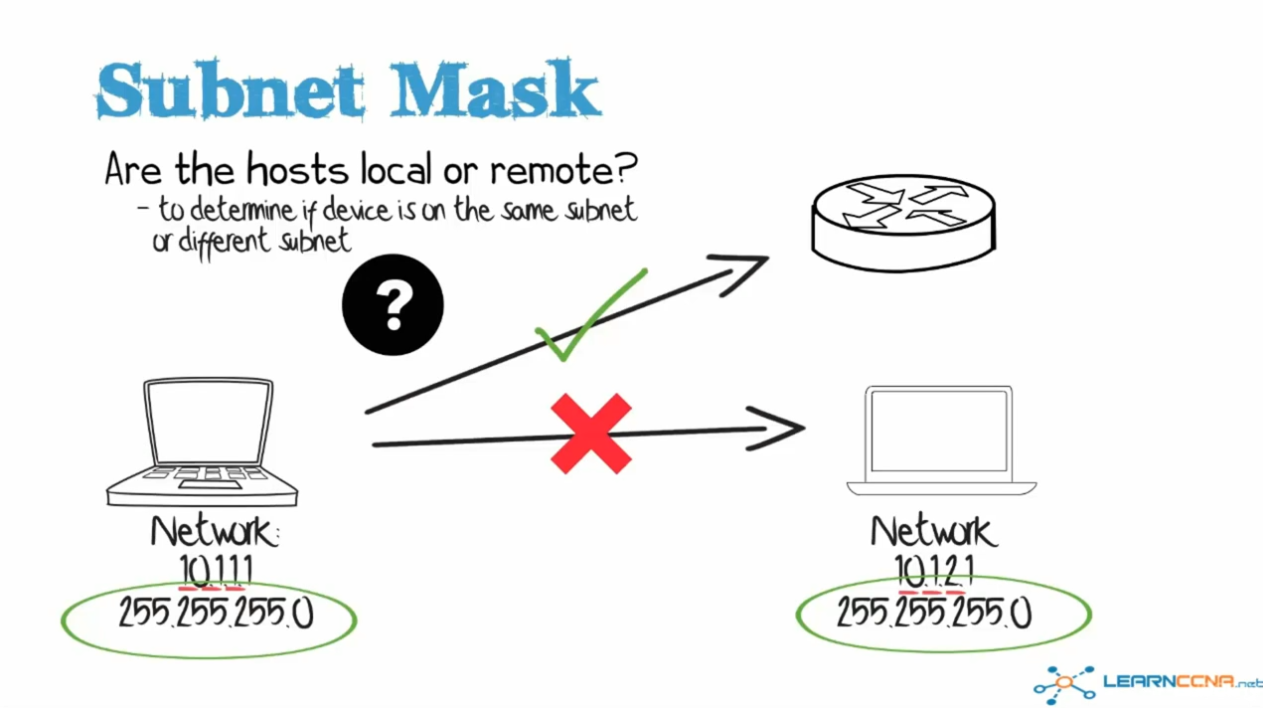 Subnet Mask
Are the hosts local or remote?
- to determine if device is on the same subnet
or different subnet
?
Network:
10.1.1.1
255.255.255.0
Network
10.1.2.1
255.255.255.0
LEARNCCNA.net